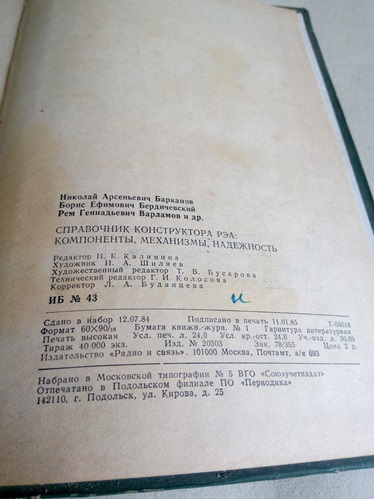 Николай Арсеньевич Барканов
Борис Ефимович Бердичевский
Рем Геннадьевич Варламов и др.
СПРАВОЧНИК КОНСТРУКТОРА РЭА:
КОМПОНЕНТЫ, МЕХАНИЗМЫ, НАДЕЖНОСТЬ
Редактор Н. К. Калинина
Художник И. А. Шиляев
Художественный редактор Т. В. Бусарова
Технический редактор Г. И. Колосова
Корректор Л. А. Буданцева
ИБ № 43
Сдано в набор 12.07.84 Подписано в печать 11.01.85 Т-03018
Формат 60×90/16 Бумага книжн.-жури. № 1 Гарнитура литературная
Печать высокая Усл. печ. л. 24,0 Усл. кр.-отт. 24,0 Уч.-изд. л. 30,69
Тираж 40 000 экз. Изд. № 20503 Зак. 78/355 Цена 2 р.
Издательство «Радио и связь». 101000 Москва, Почтамт, а/я 693
Набрано в Московской типографии № 5 ВГО «Союзучетиздат»
Отпечатано в Подольском филиале ПО «Периодика»
142110, г. Подольск, ул. Кирова, д. 25